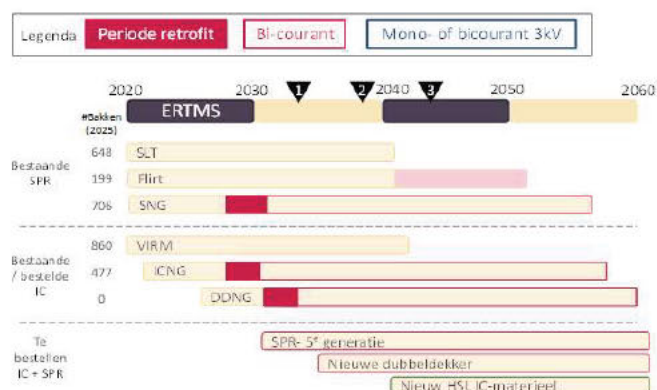 Legenda
Periode retrofit
Bi-courant
Mono- of bicourant 3kV
2020 2030 2040 2050 2060
1 2 3
ERTMS
#Bakken
(2025)
Bestaande
SPR
648 SLT
199 Flirt
706 SNG
Bestaande
/ bestelde
IC
860 VIRM
477 ICNG
0 DDNG
Te
bestellen
IC + SPR
SPR- 5e generatie
Nieuwe dubbeldekker
Nieuw HSL IC-materieel